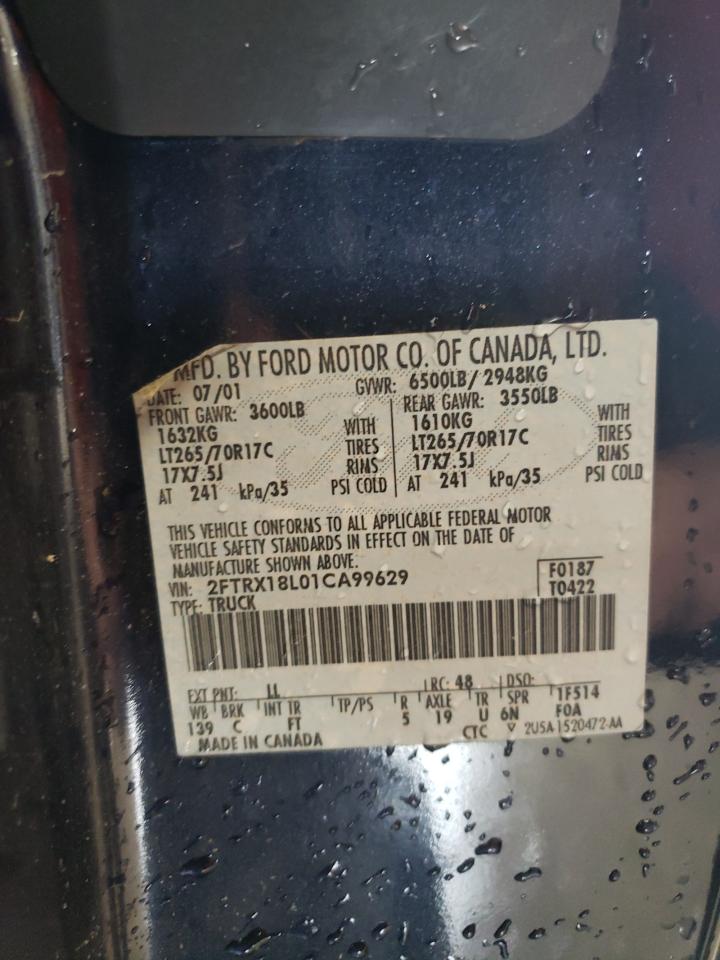 MFD. BY FORD MOTOR CO. OF CANADA, LTD.
DATE: 07/01 GVWR: 6500LB/ 2948KG
FRONT GAWR: 3600LB REAR GAWR: 3550LB
1632KG WITH 1610KG WITH
LT265/70R17C TIRES LT265/70R17C TIRES
17X7.5J RIMS 17X7.5J RIMS
AT 241 kPa/35 PSI COLD AT 241 kPa/35 PSI COLD
THIS VEHICLE CONFORMS TO ALL APPLICABLE FEDERAL MOTOR
VEHICLE SAFETY STANDARDS IN EFFECT ON THE DATE OF
MANUFACTURE SHOWN ABOVE.
VIN: 2FTRX18L01CA99629 F0187
TYPE: TRUCK T0422
EXT PNT: LL RC: 48 DSO:
WB BRK INT TR TP/PS R AXLE TR SPR 1F514
139 C FT 5 19 U 6N F0A
MADE IN CANADA CTC 2U5A 1520472-AA